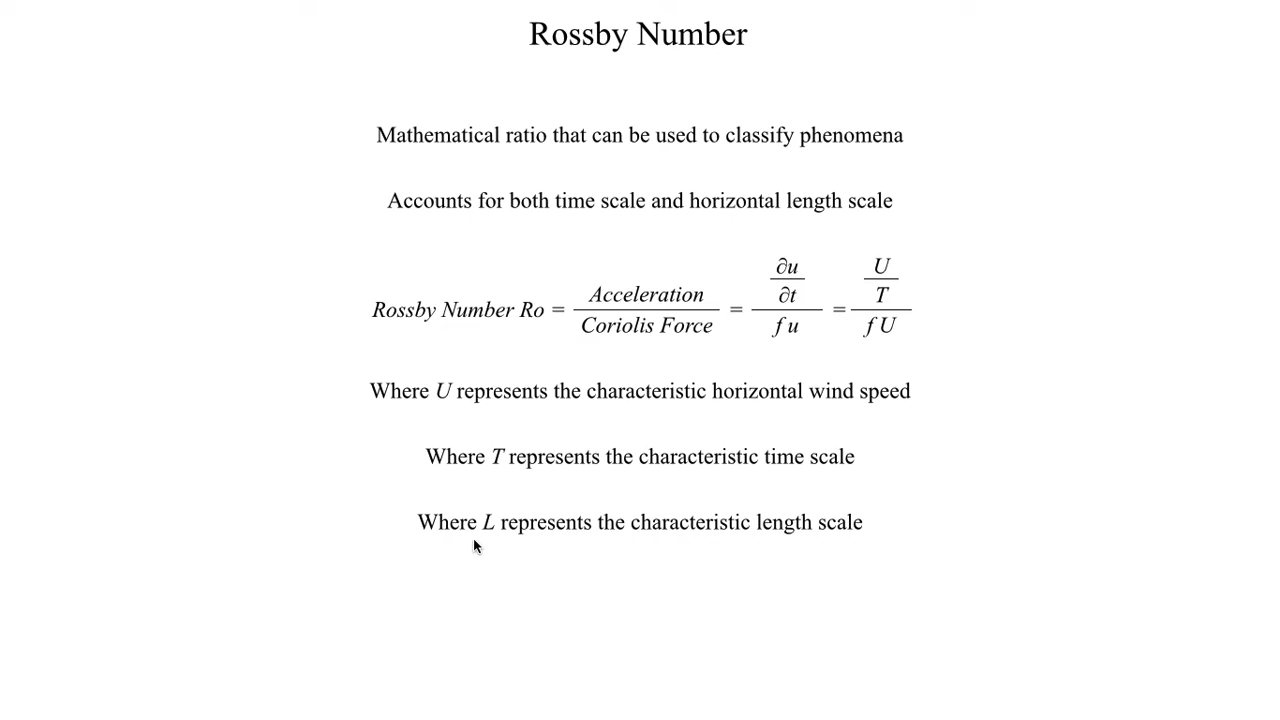 Rossby Number
Mathematical ratio that can be used to classify phenomena
Accounts for both time scale and horizontal length scale
Rossby Number Ro = Acceleration / Coriolis Force = (∂u / ∂t) / (f u) = (U / T) / (f U)
Where U represents the characteristic horizontal wind speed
Where T represents the characteristic time scale
Where L represents the characteristic length scale